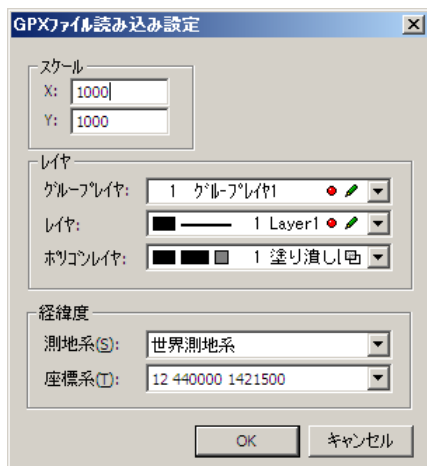 GPXファイル読み込み設定
スケール
X: 1000
Y: 1000
レイヤ
グループレイヤ: 1 グループレイヤ1
レイヤ: 1 Layer1
ポリゴンレイヤ: 1 塗り潰し
経緯度
測地系(S): 世界測地系
座標系(T): 12 440000 1421500
OK キャンセル